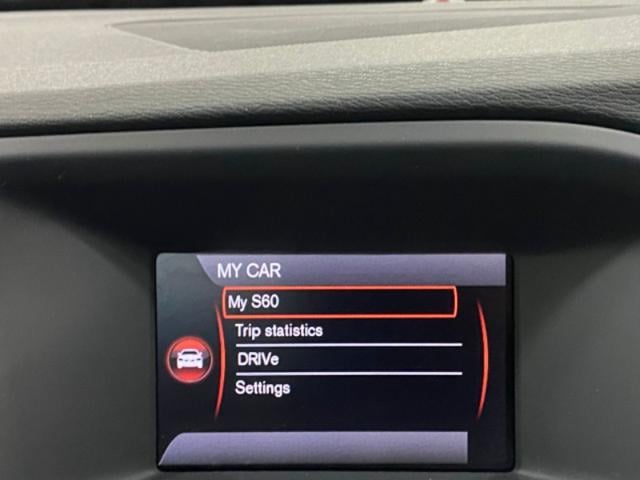 MY CAR
My S60
Trip statistics
DRIVe
Settings